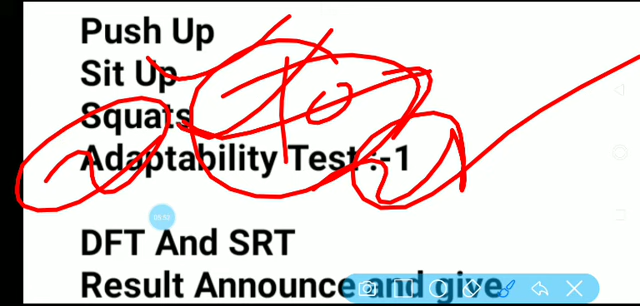 Push Up
Sit Up
Squats
Adaptability Test :-1
DFT And SRT
Result Announce and give